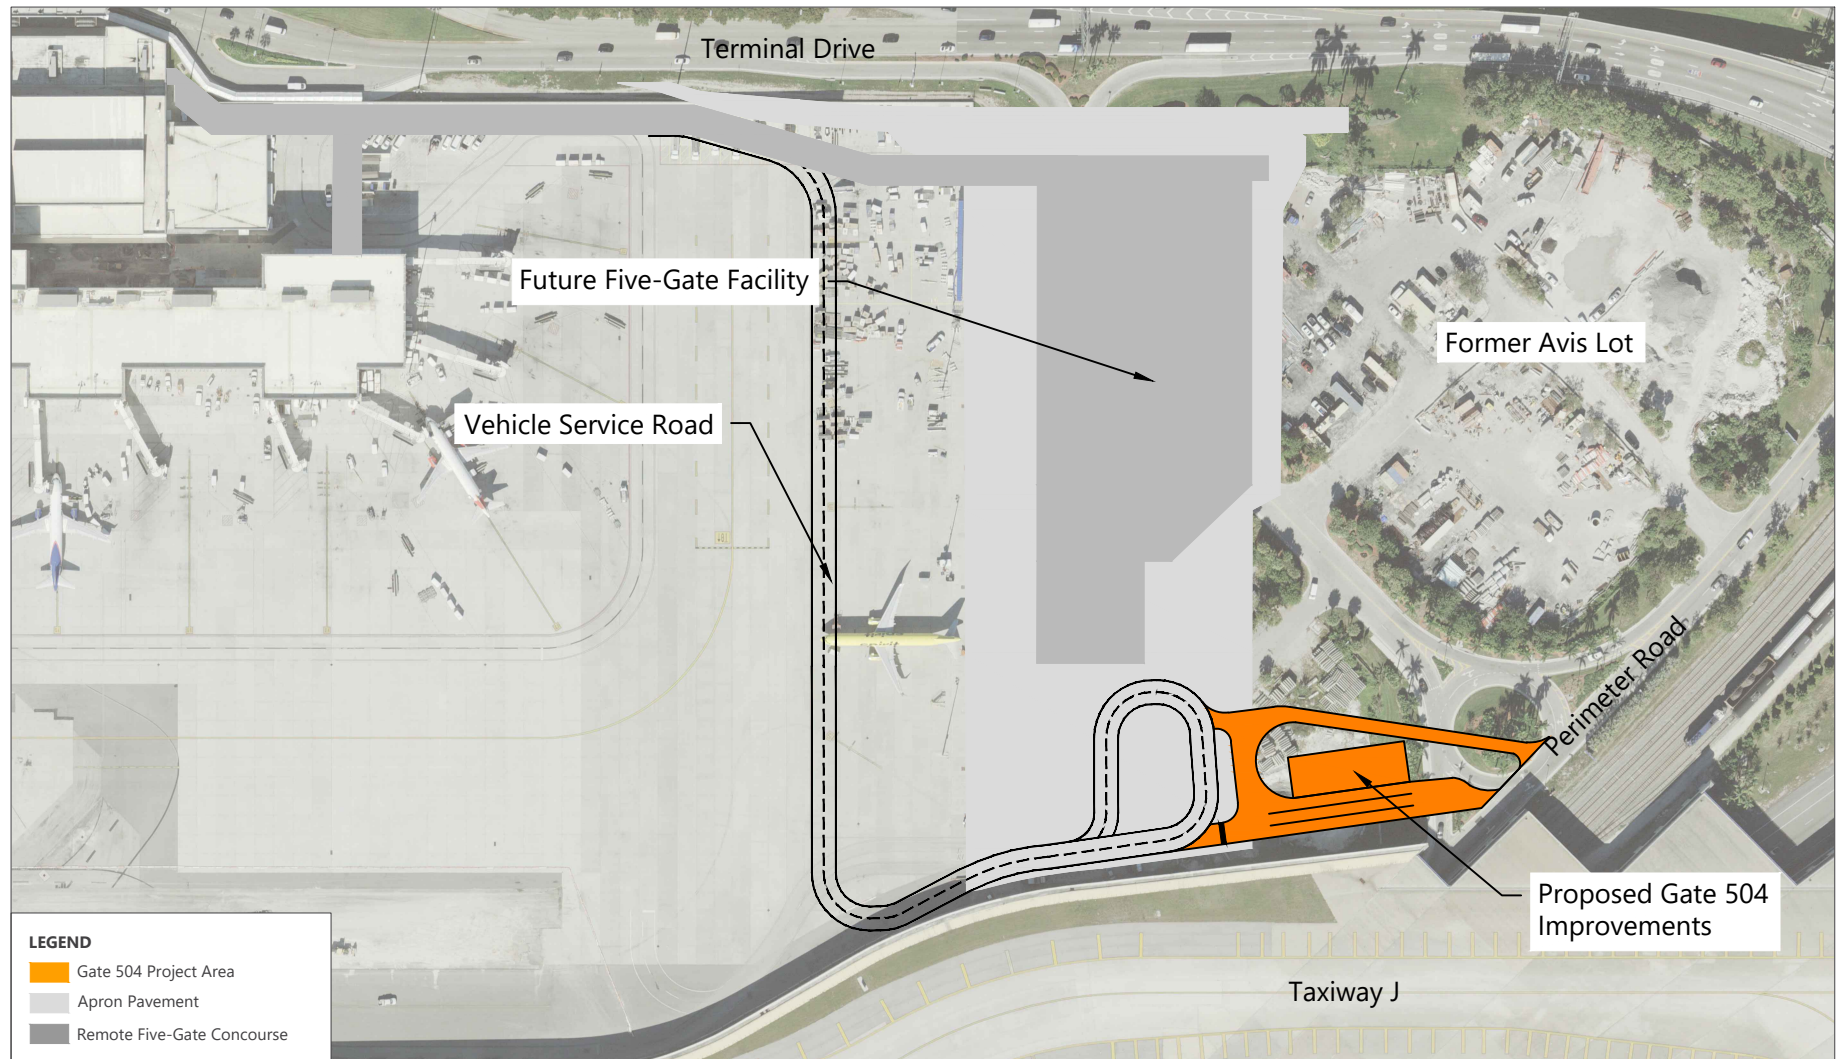 Terminal Drive
Future Five-Gate Facility
Former Avis Lot
Vehicle Service Road
Perimeter Road
Proposed Gate 504
Improvements
Taxiway J
LEGEND
Gate 504 Project Area
Apron Pavement
Remote Five-Gate Concourse